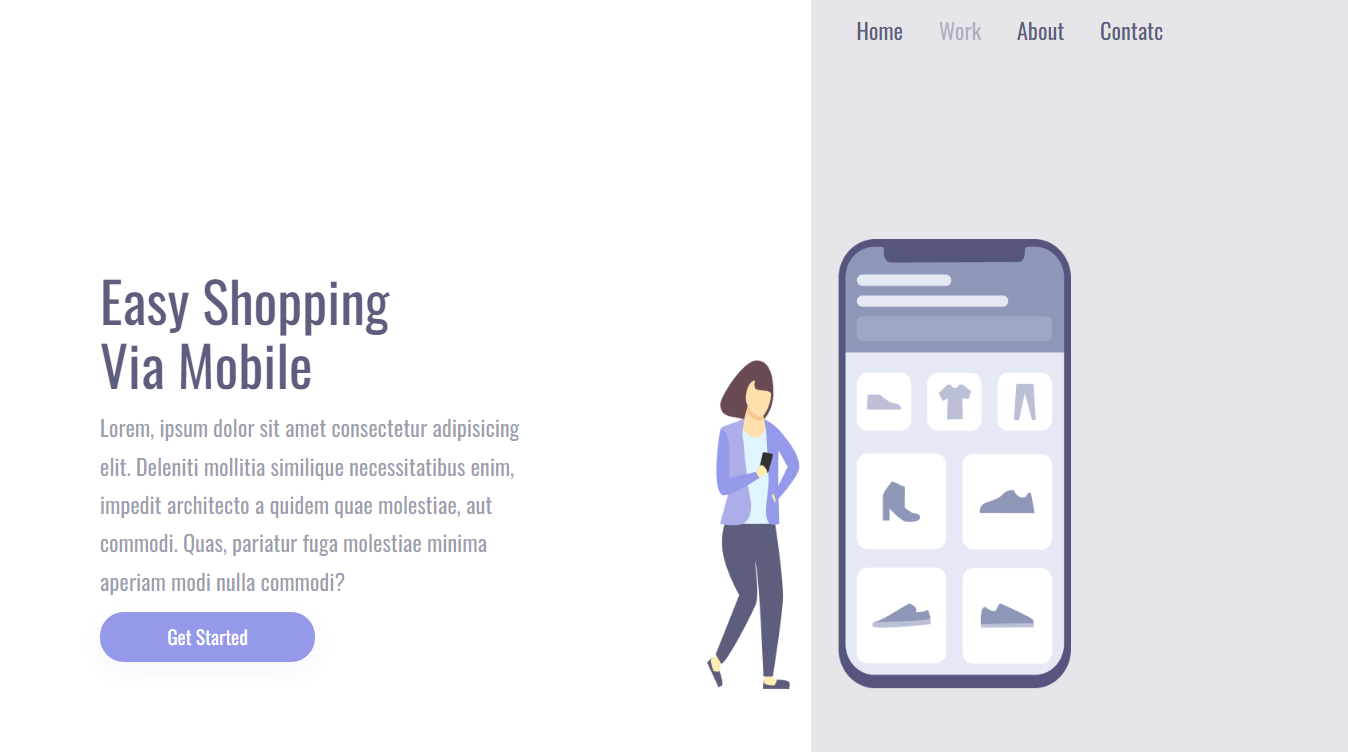 Home Work About Contatc
Easy Shopping
Via Mobile
Lorem, ipsum dolor sit amet consectetur adipisicing
elit. Deleniti mollitia similique necessitatibus enim,
impedit architecto a quidem quae molestiae, aut
commodi. Quas, pariatur fuga molestiae minima
aperiam modi nulla commodi?
Get Started